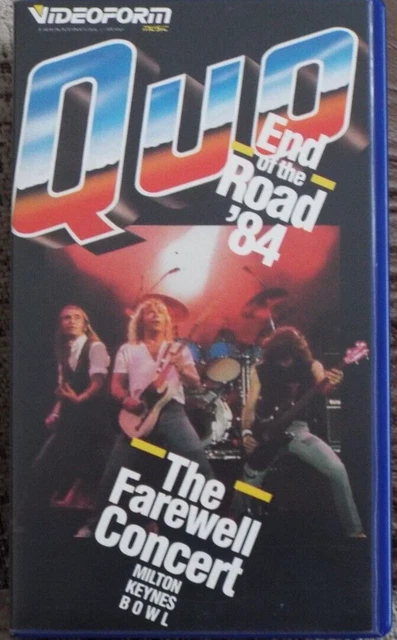 VIDEOFORM
MUSIC
QUO
End
of the
Road
'84
The
Farewell
Concert
MILTON
KEYNES
BOWL